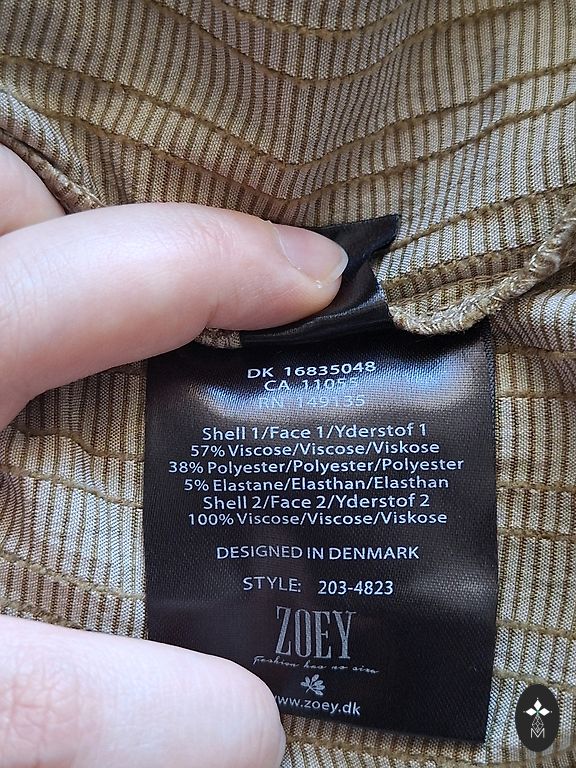 DK 16835048
CA 11055
RN 149135
Shell 1/Face 1/Yderstof 1
57% Viscose/Viscose/Viskose
38% Polyester/Polyester/Polyester
5% Elastane/Elasthan/Elasthan
Shell 2/Face 2/Yderstof 2
100% Viscose/Viscose/Viskose
DESIGNED IN DENMARK
STYLE: 203-4823
ZOEY
Fashion has no size
www.zoey.dk
M